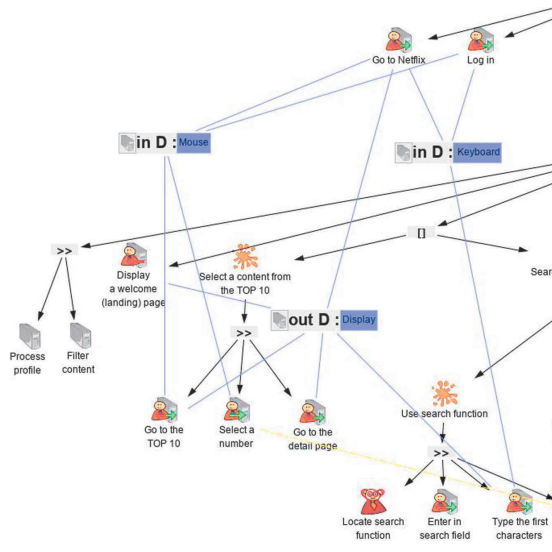 Go to Netflix
Log in
in D : Mouse
in D : Keyboard
>>
[]
Display
a welcome
(landing) page
Select a content from
the TOP 10
Sear
out D : Display
>>
Process
profile
Filter
content
Use search function
Go to the
TOP 10
Select a
number
Go to the
detail page
>>
Locate search
function
Enter in
search field
Type the first
characters